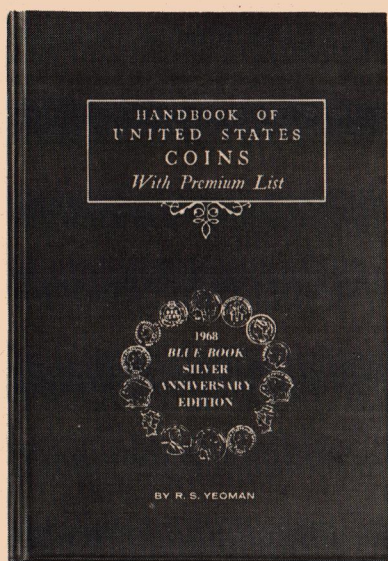 HANDBOOK OF
UNITED STATES
COINS
With Premium List
1968
BLUE BOOK
SILVER
ANNIVERSARY
EDITION
BY R. S. YEOMAN